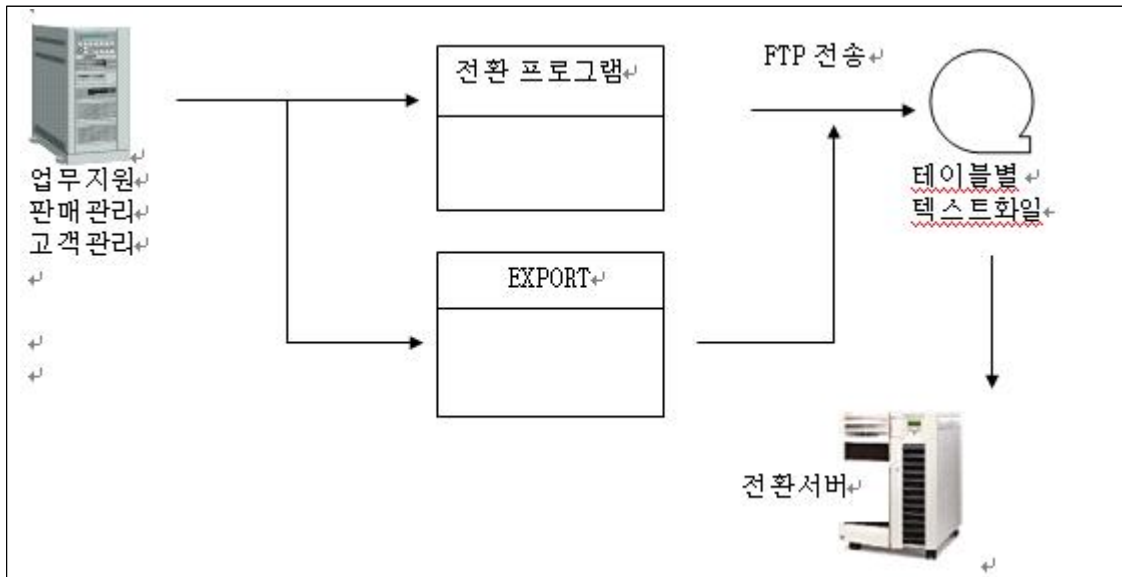 업무지원
판매관리
고객관리
전환 프로그램
EXPORT
FTP 전송
테이블별
텍스트화일
전환서버